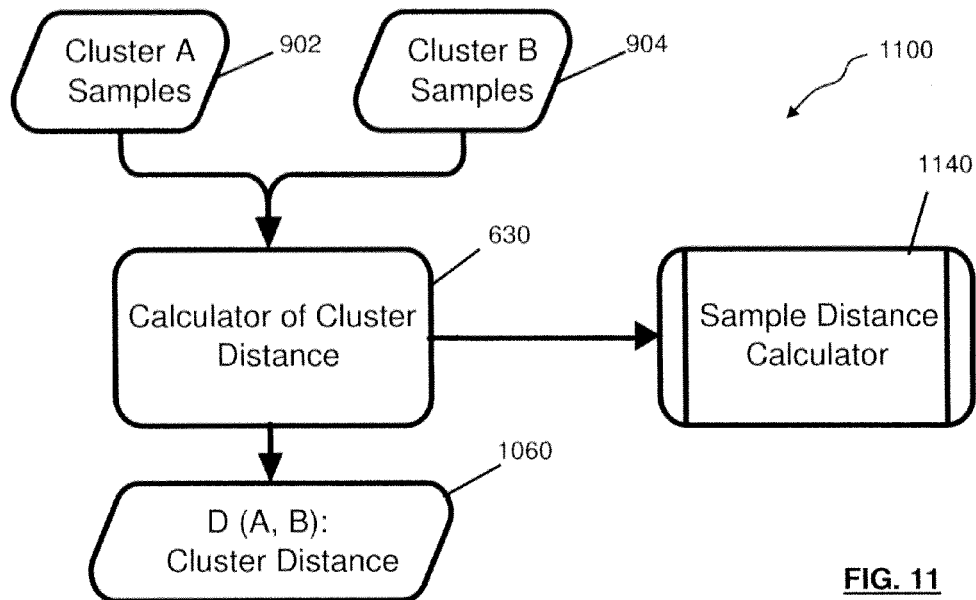 Cluster A
Samples
902
Cluster B
Samples
904
1100
630
1140
Calculator of Cluster
Distance
Sample Distance
Calculator
1060
D (A, B):
Cluster Distance
FIG. 11